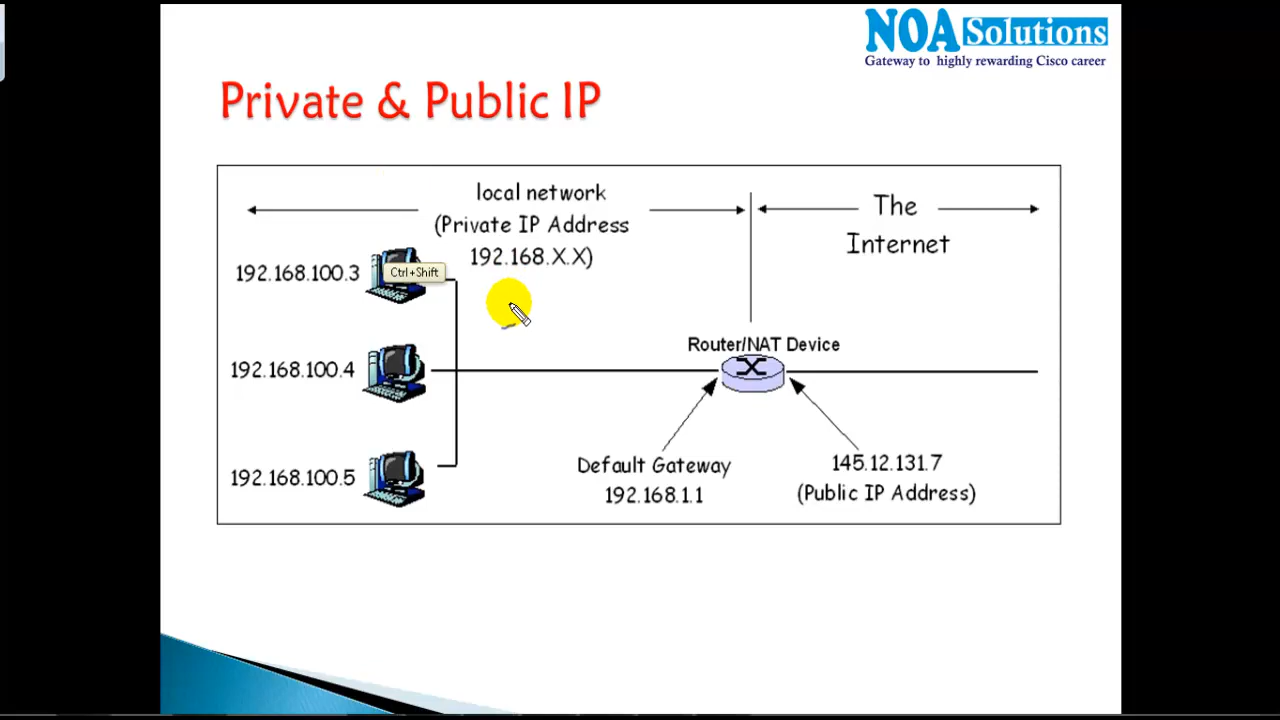 NOA Solutions
Gateway to highly rewarding Cisco career
Private & Public IP
local network
(Private IP Address
192.168.X.X)
The
Internet
192.168.100.3
Ctrl+Shift
Router/NAT Device
192.168.100.4
Default Gateway
192.168.1.1
145.12.131.7
(Public IP Address)
192.168.100.5